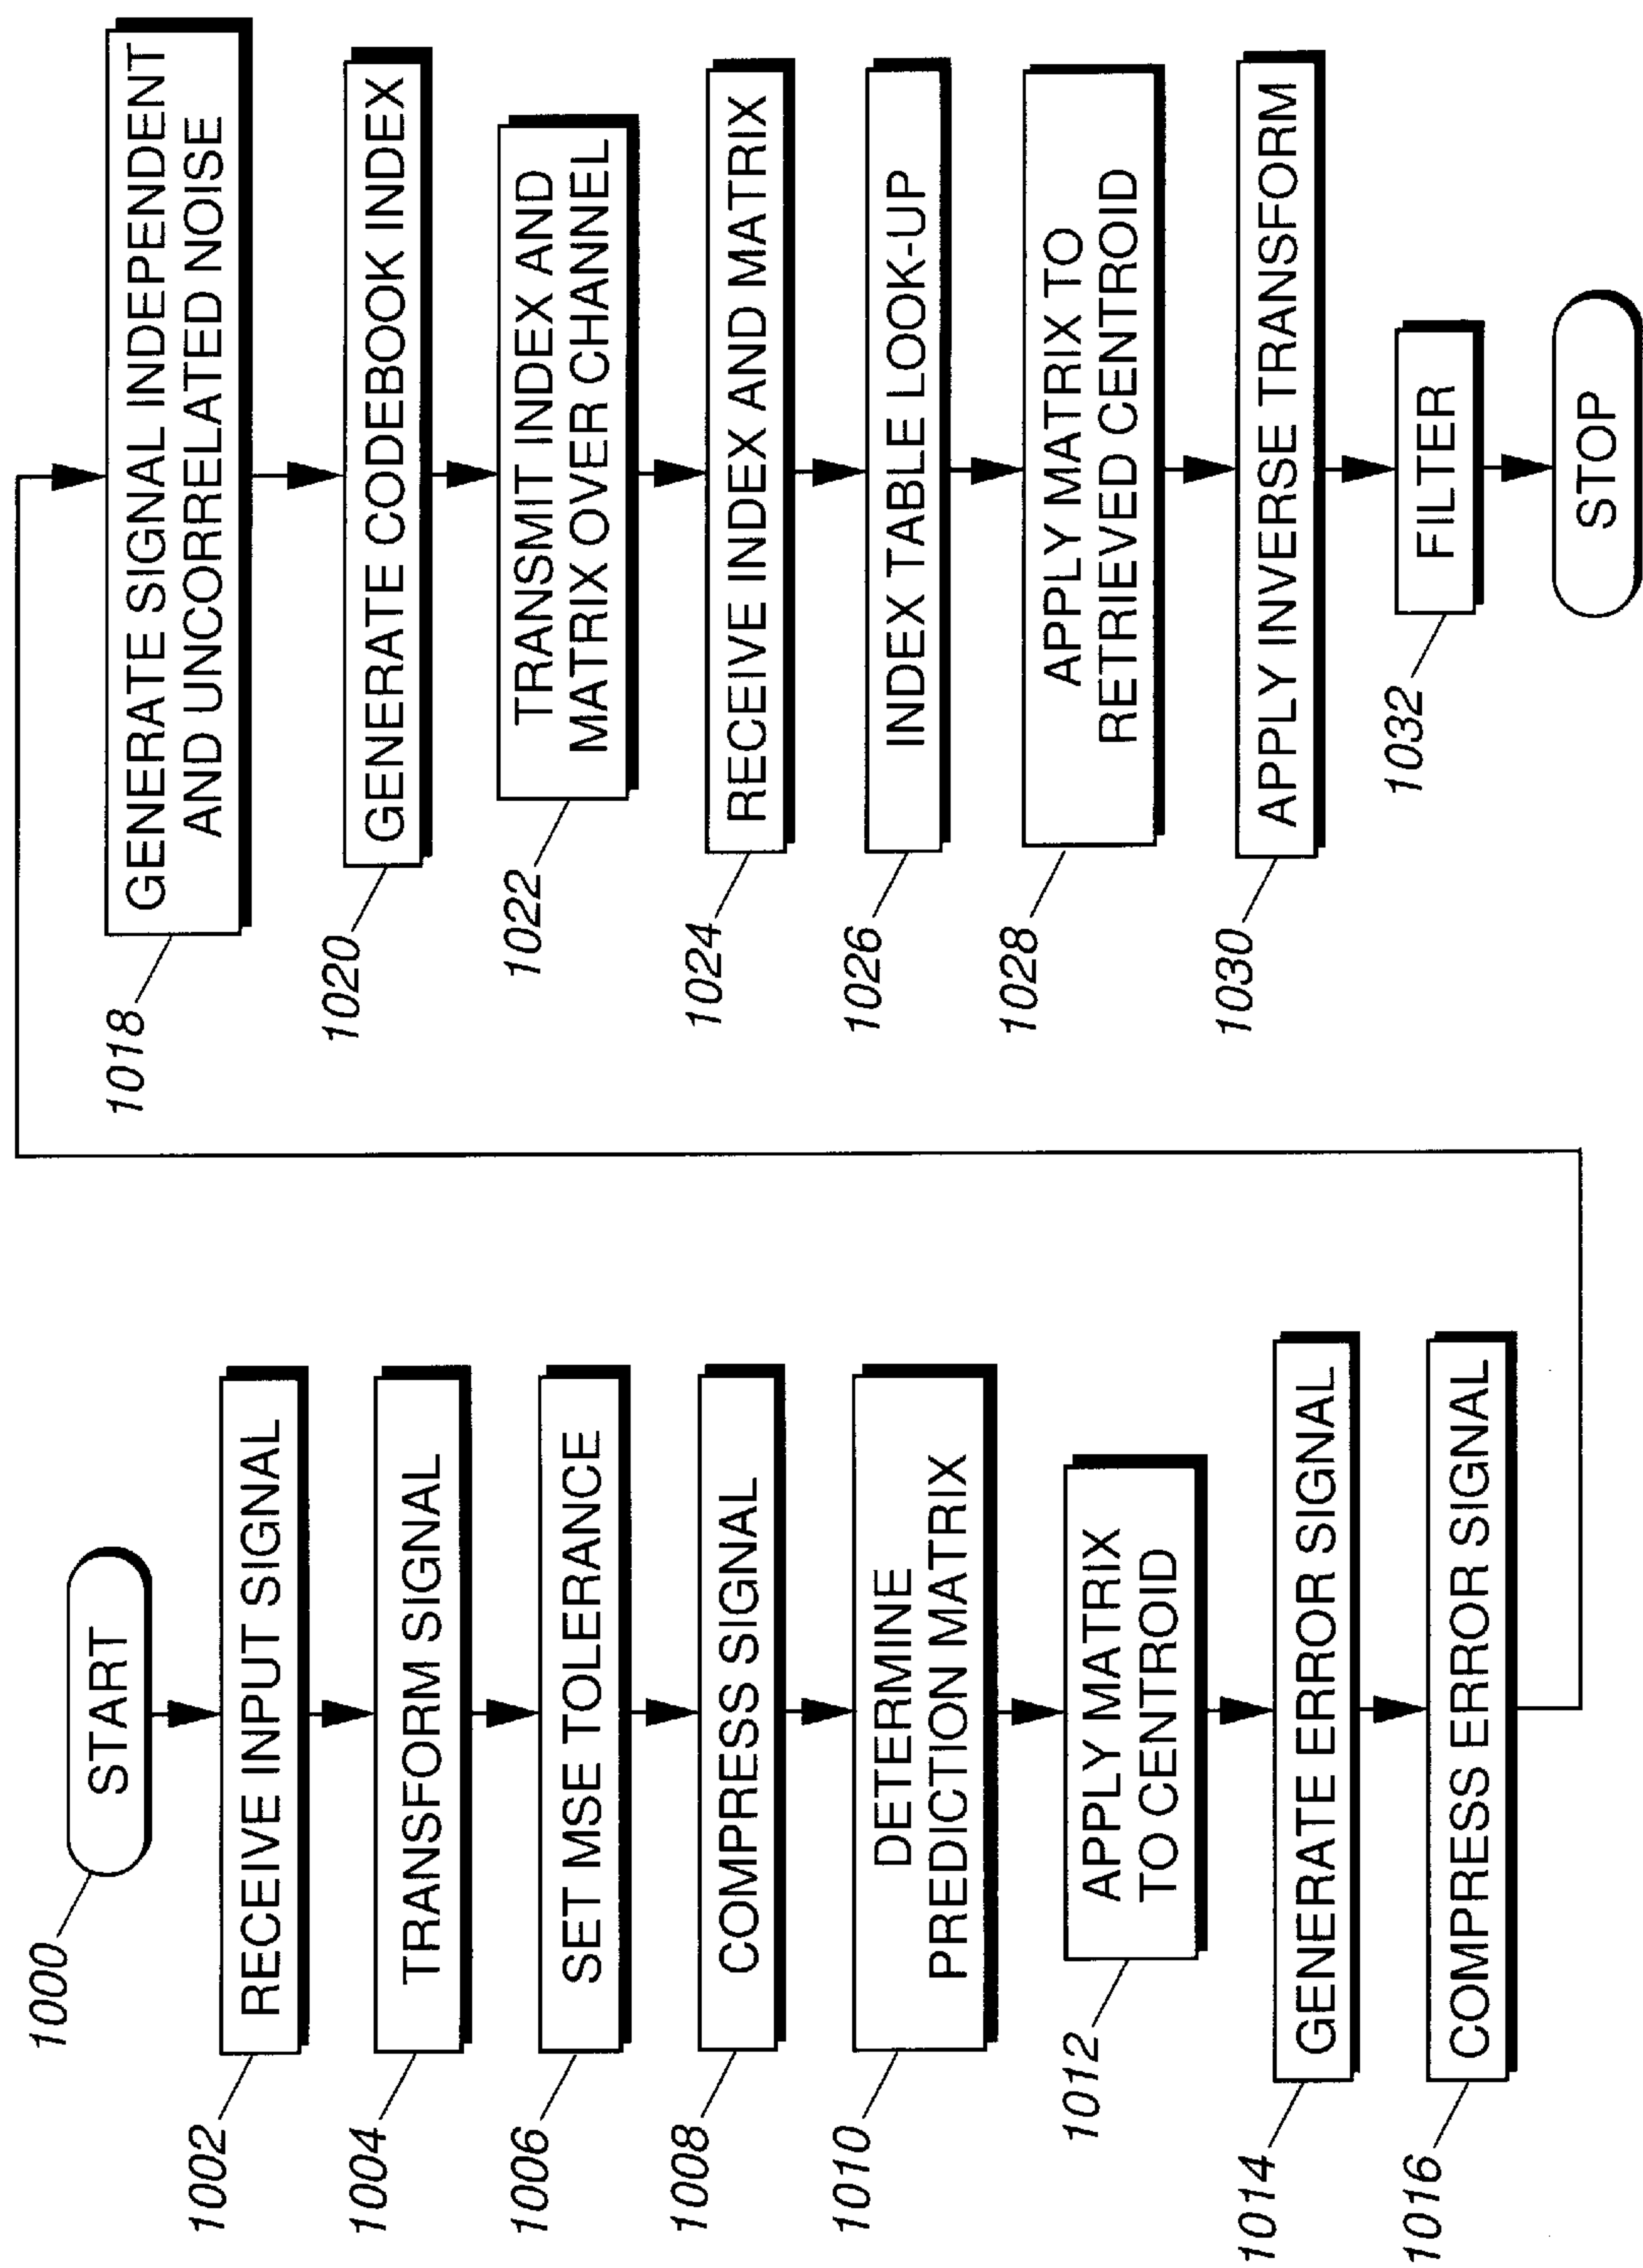 1000
START
1002
RECEIVE INPUT SIGNAL
1004
TRANSFORM SIGNAL
1006
SET MSE TOLERANCE
1008
COMPRESS SIGNAL
1010
DETERMINE
PREDICTION MATRIX
1012
APPLY MATRIX
TO CENTROID
1014
GENERATE ERROR SIGNAL
1016
COMPRESS ERROR SIGNAL
1018
GENERATE SIGNAL INDEPENDENT
AND UNCORRELATED NOISE
1020
GENERATE CODEBOOK INDEX
1022
TRANSMIT INDEX AND
MATRIX OVER CHANNEL
1024
RECEIVE INDEX AND MATRIX
1026
INDEX TABLE LOOK-UP
1028
APPLY MATRIX TO
RETRIEVED CENTROID
1030
APPLY INVERSE TRANSFORM
1032
FILTER
STOP